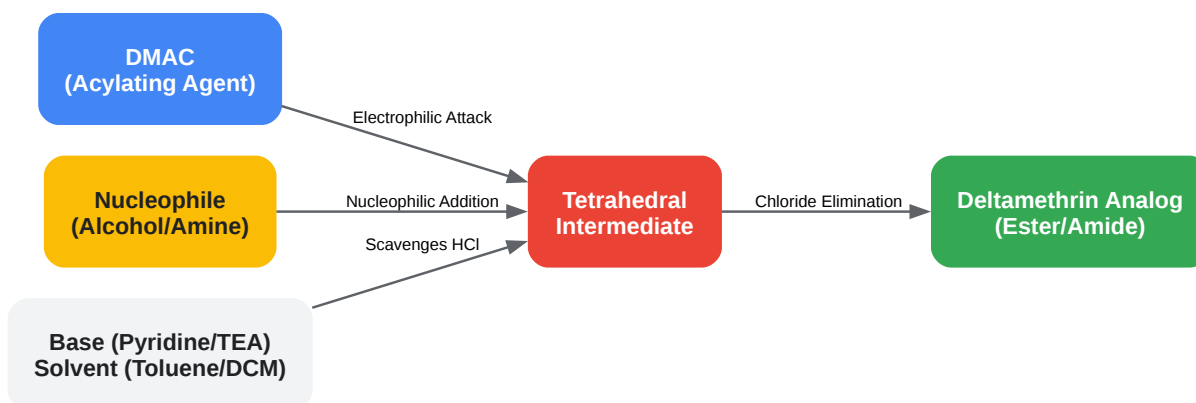 DMAC
(Acylating Agent)
Electrophilic Attack
Nucleophile
(Alcohol/Amine)
Nucleophilic Addition
Tetrahedral
Intermediate
Chloride Elimination
Deltamethrin Analog
(Ester/Amide)
Scavenges HCl
Base (Pyridine/TEA)
Solvent (Toluene/DCM)